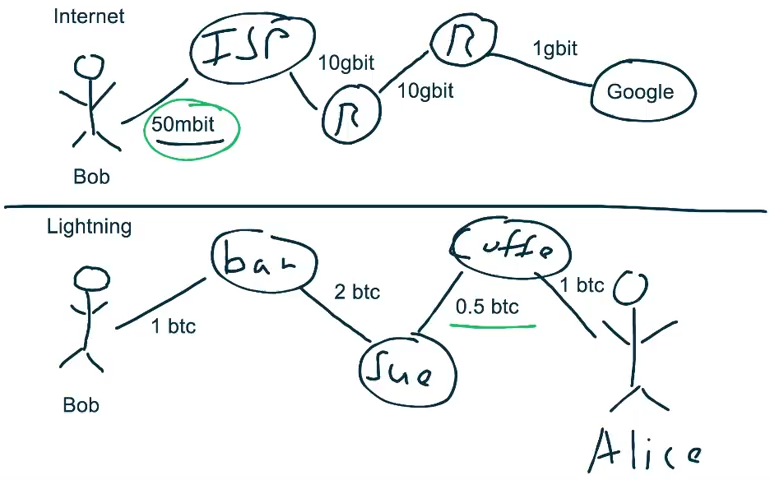 Internet
ISP
R
1gbit
10gbit
10gbit
Google
50mbit
R
Bob
Lightning
bar
Cuffe
2 btc
1 btc
0.5 btc
1 btc
Sue
Bob
Alice